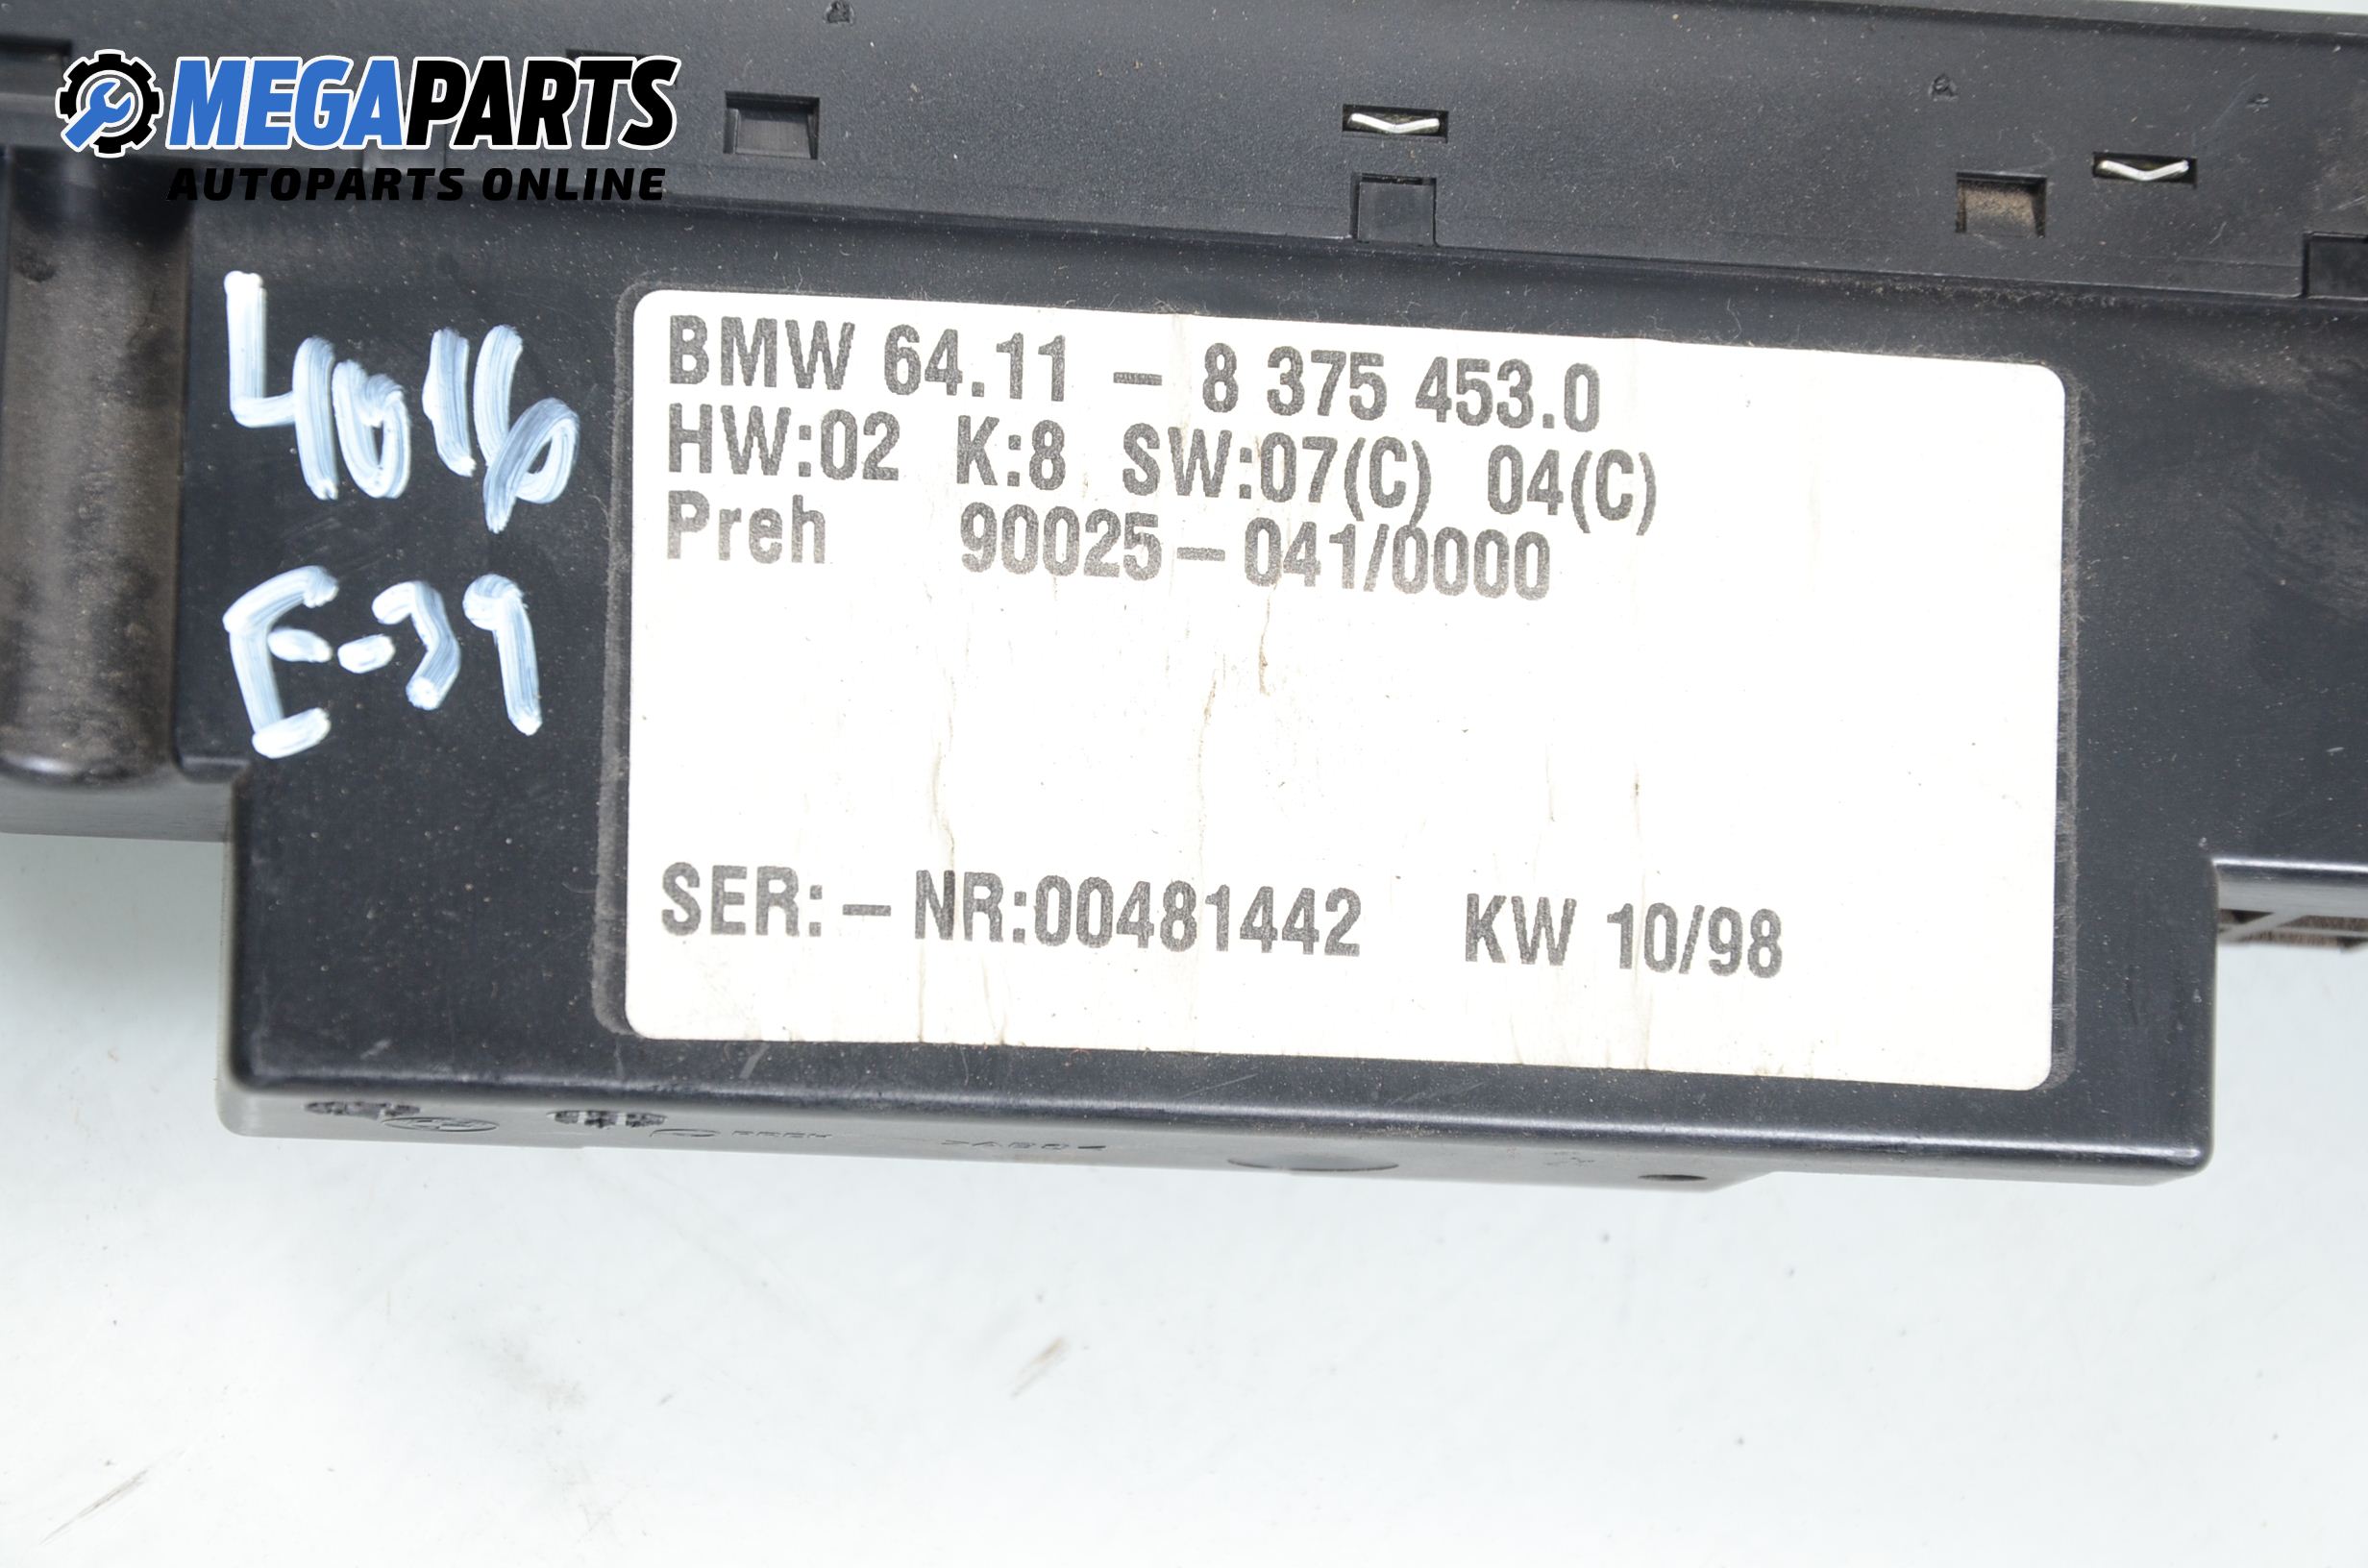 MEGAPARTS
AUTOPARTS ONLINE
4016
E-39
BMW 64.11 – 8 375 453.0
HW:02 K:8 SW:07(C) 04(C)
Preh 90025–041/0000
SER:–NR:00481442 KW 10/98